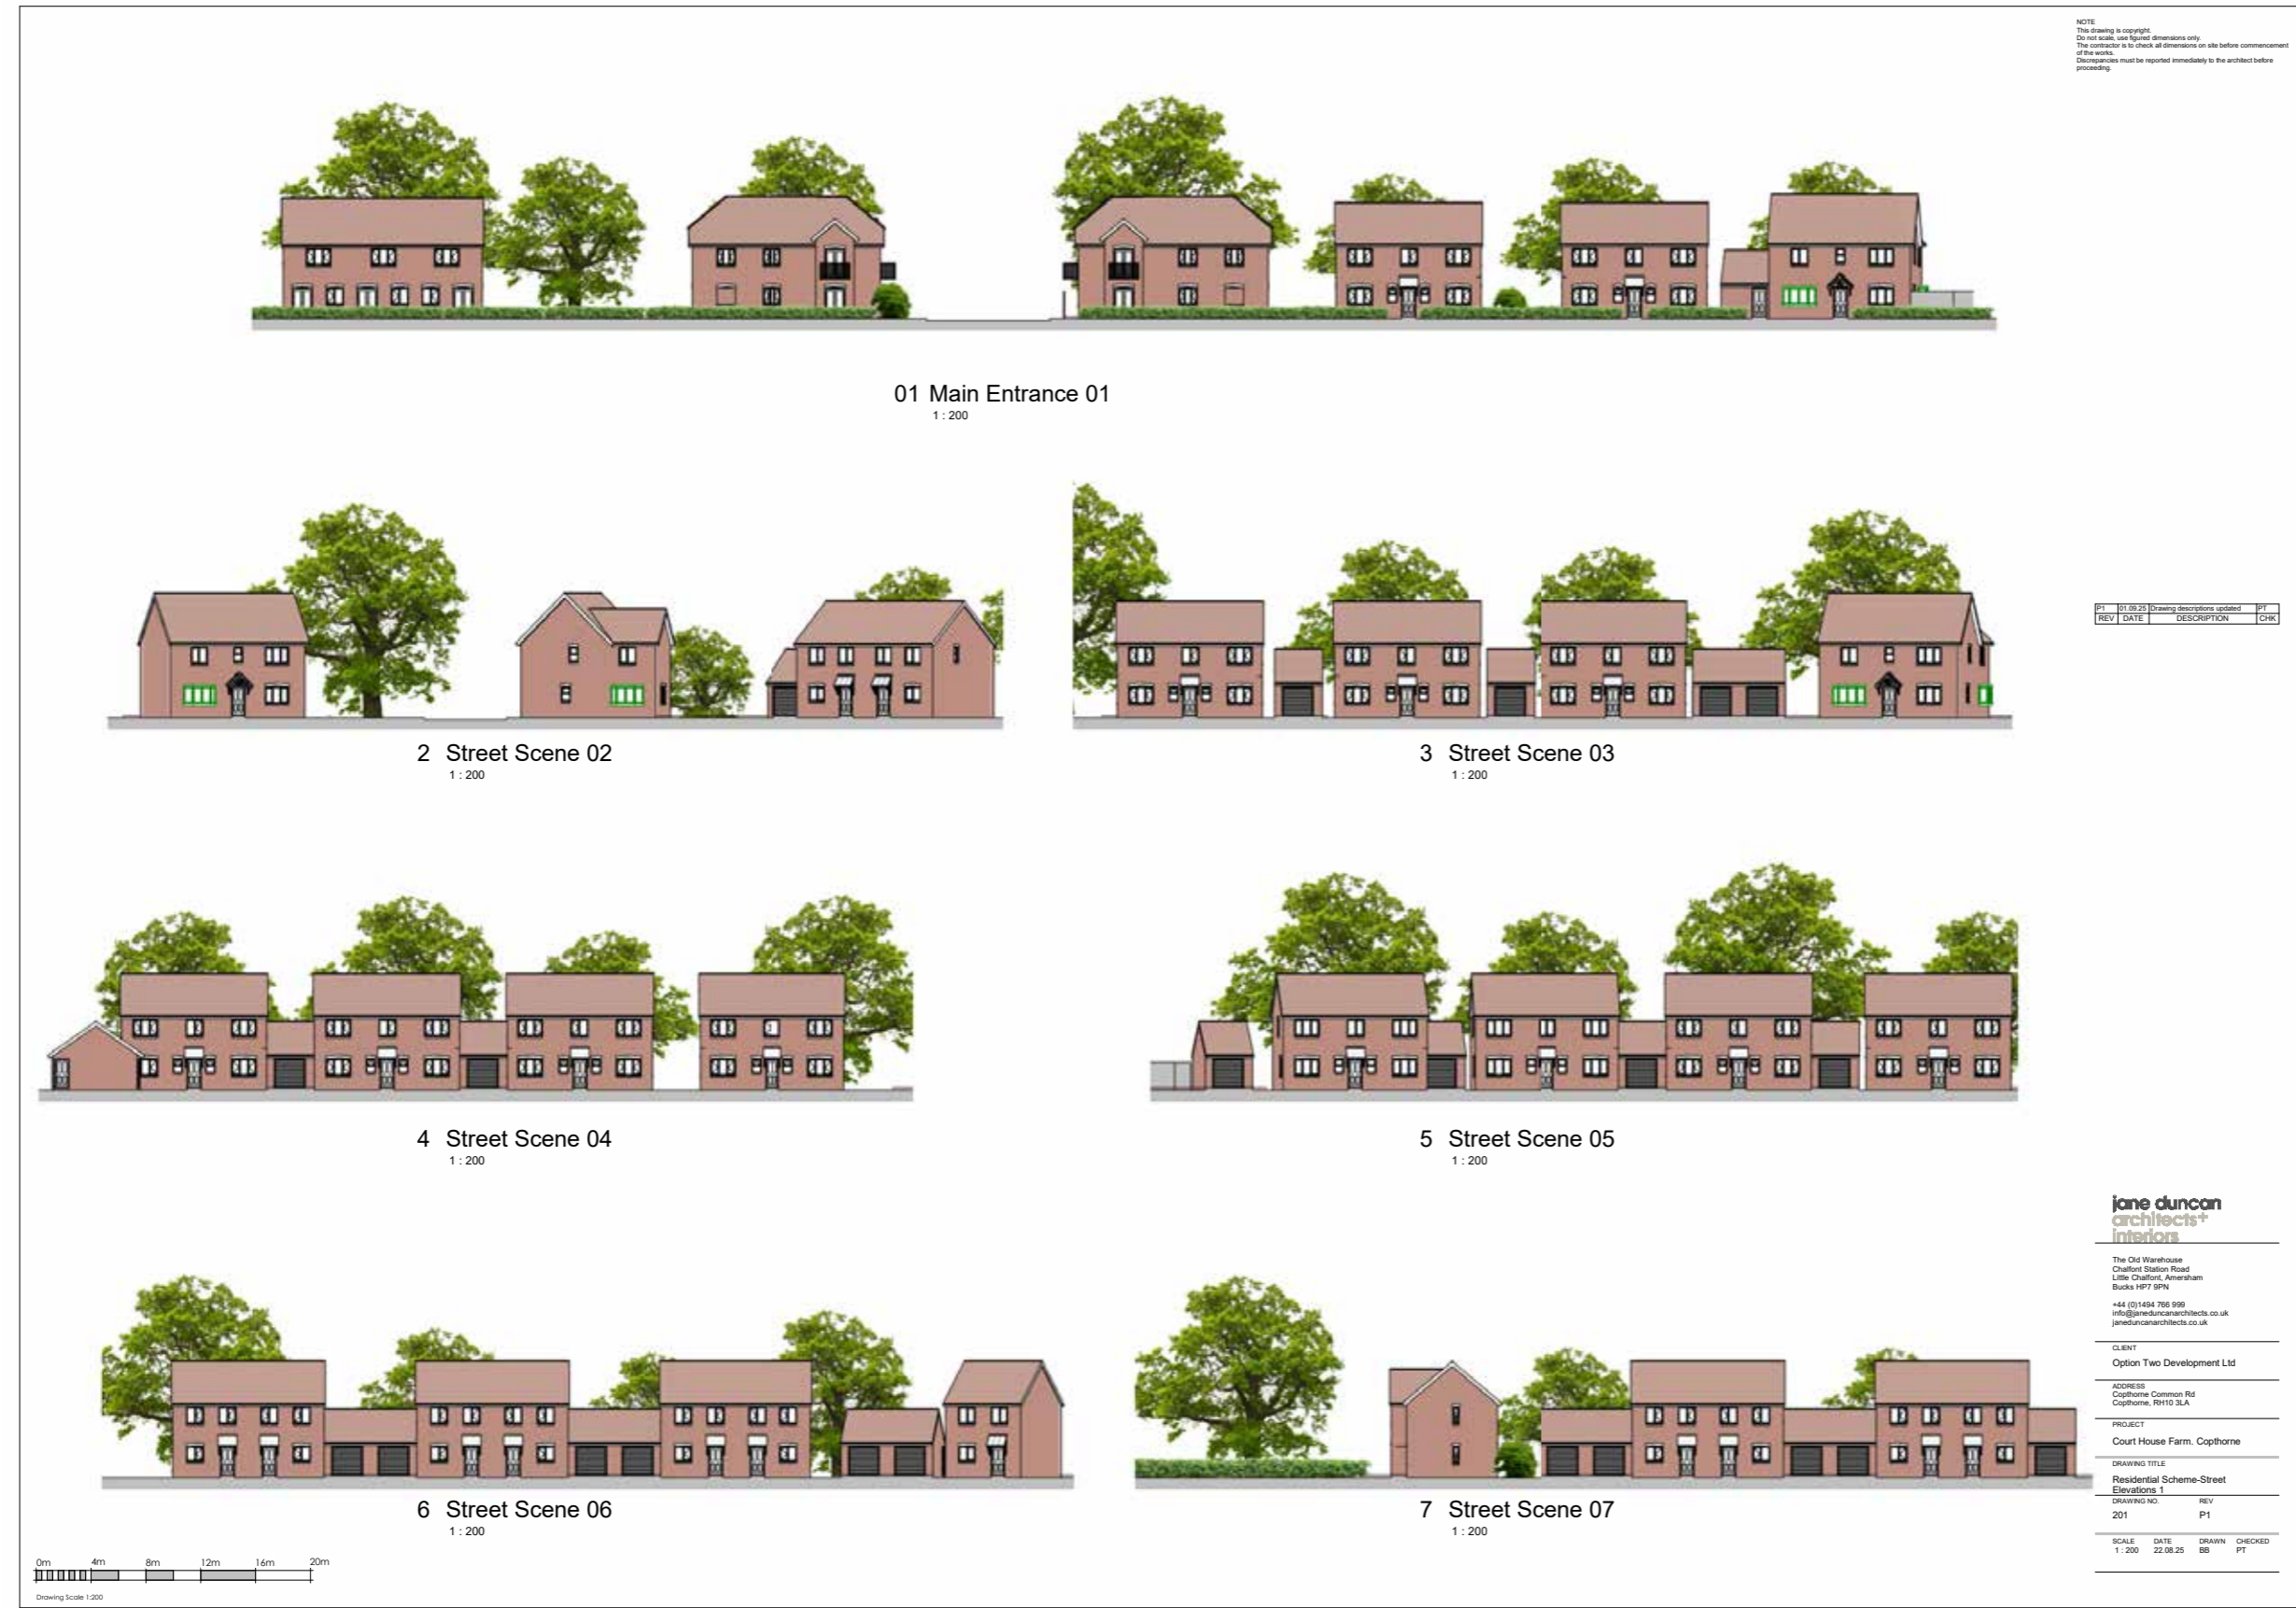 NOTE
This drawing is copyright.
Do not scale, use figured dimensions only.
The contractor is to check all dimensions on site before commencement
of the works.
Discrepancies must be reported immediately to the architect before
proceeding.
01 Main Entrance 01
1 : 200
2 Street Scene 02
1 : 200
3 Street Scene 03
1 : 200
P1 01.09.25 Drawing descriptions updated PT
REV DATE DESCRIPTION CHK
4 Street Scene 04
1 : 200
5 Street Scene 05
1 : 200
6 Street Scene 06
1 : 200
7 Street Scene 07
1 : 200
0m 4m 8m 12m 16m 20m
Drawing Scale 1:200
jane duncan
architects+
interiors
The Old Warehouse
Chalfont Station Road
Little Chalfont, Amersham
Bucks HP7 9PN
+44 (0)1494 766 999
info@janeduncanarchitects.co.uk
janeduncanarchitects.co.uk
CLIENT
Option Two Development Ltd
ADDRESS
Copthorne Common Rd
Copthorne, RH10 3LA
PROJECT
Court House Farm. Copthorne
DRAWING TITLE
Residential Scheme-Street
Elevations 1
DRAWING NO. REV
201 P1
SCALE DATE DRAWN CHECKED
1 : 200 22.08.25 BB PT